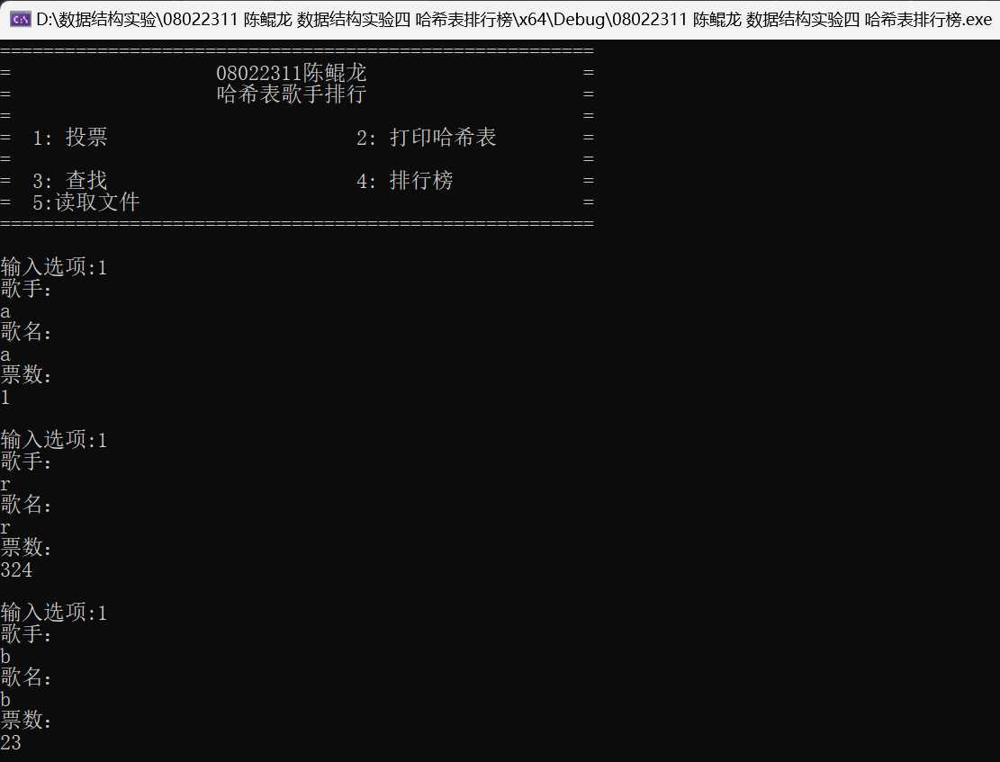 D:\数据结构实验\08022311 陈鲲龙 数据结构实验四 哈希表排行榜\x64\Debug\08022311 陈鲲龙 数据结构实验四 哈希表排行榜.exe
=======================================================
= 08022311陈鲲龙 =
= 哈希表歌手排行 =
= =
= 1: 投票 2: 打印哈希表 =
= =
= 3: 查找 4: 排行榜 =
= 5:读取文件 =
=======================================================
输入选项:1
歌手:
a
歌名:
a
票数:
1
输入选项:1
歌手:
r
歌名:
r
票数:
324
输入选项:1
歌手:
b
歌名:
b
票数:
23